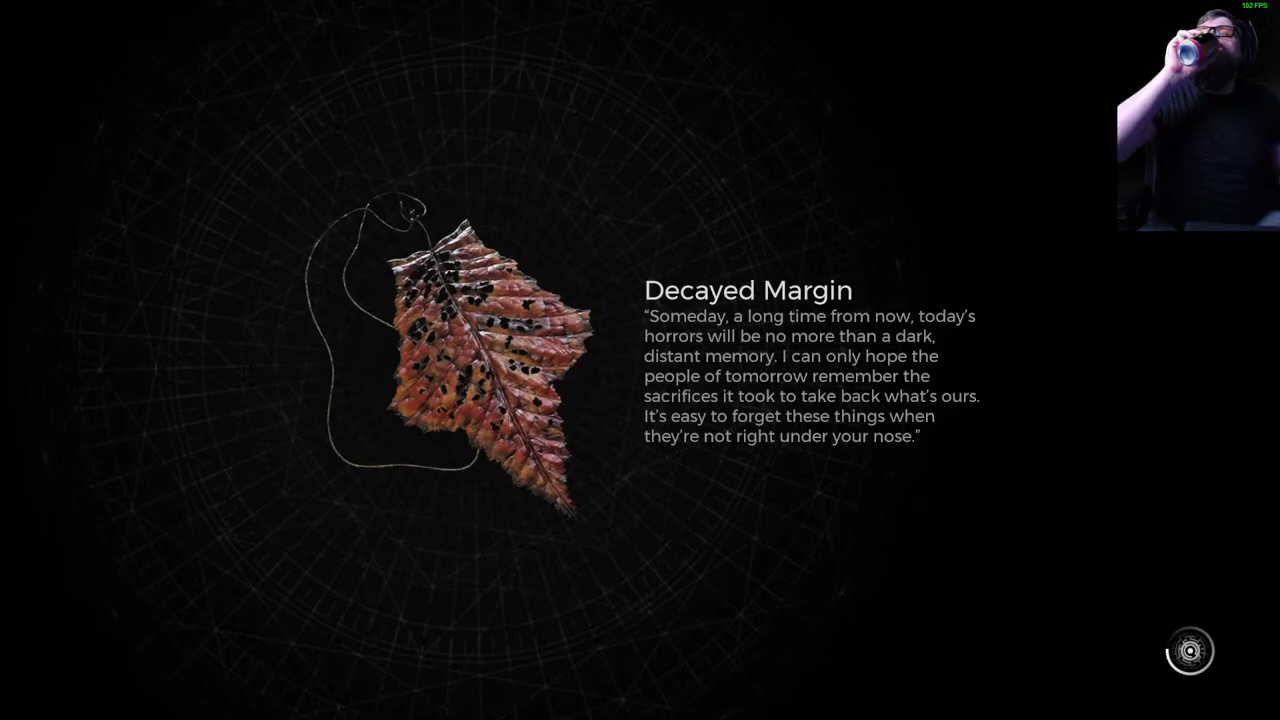 102 FPS
Decayed Margin
“Someday, a long time from now, today’s
horrors will be no more than a dark,
distant memory. I can only hope the
people of tomorrow remember the
sacrifices it took to take back what’s ours.
It’s easy to forget these things when
they’re not right under your nose.”